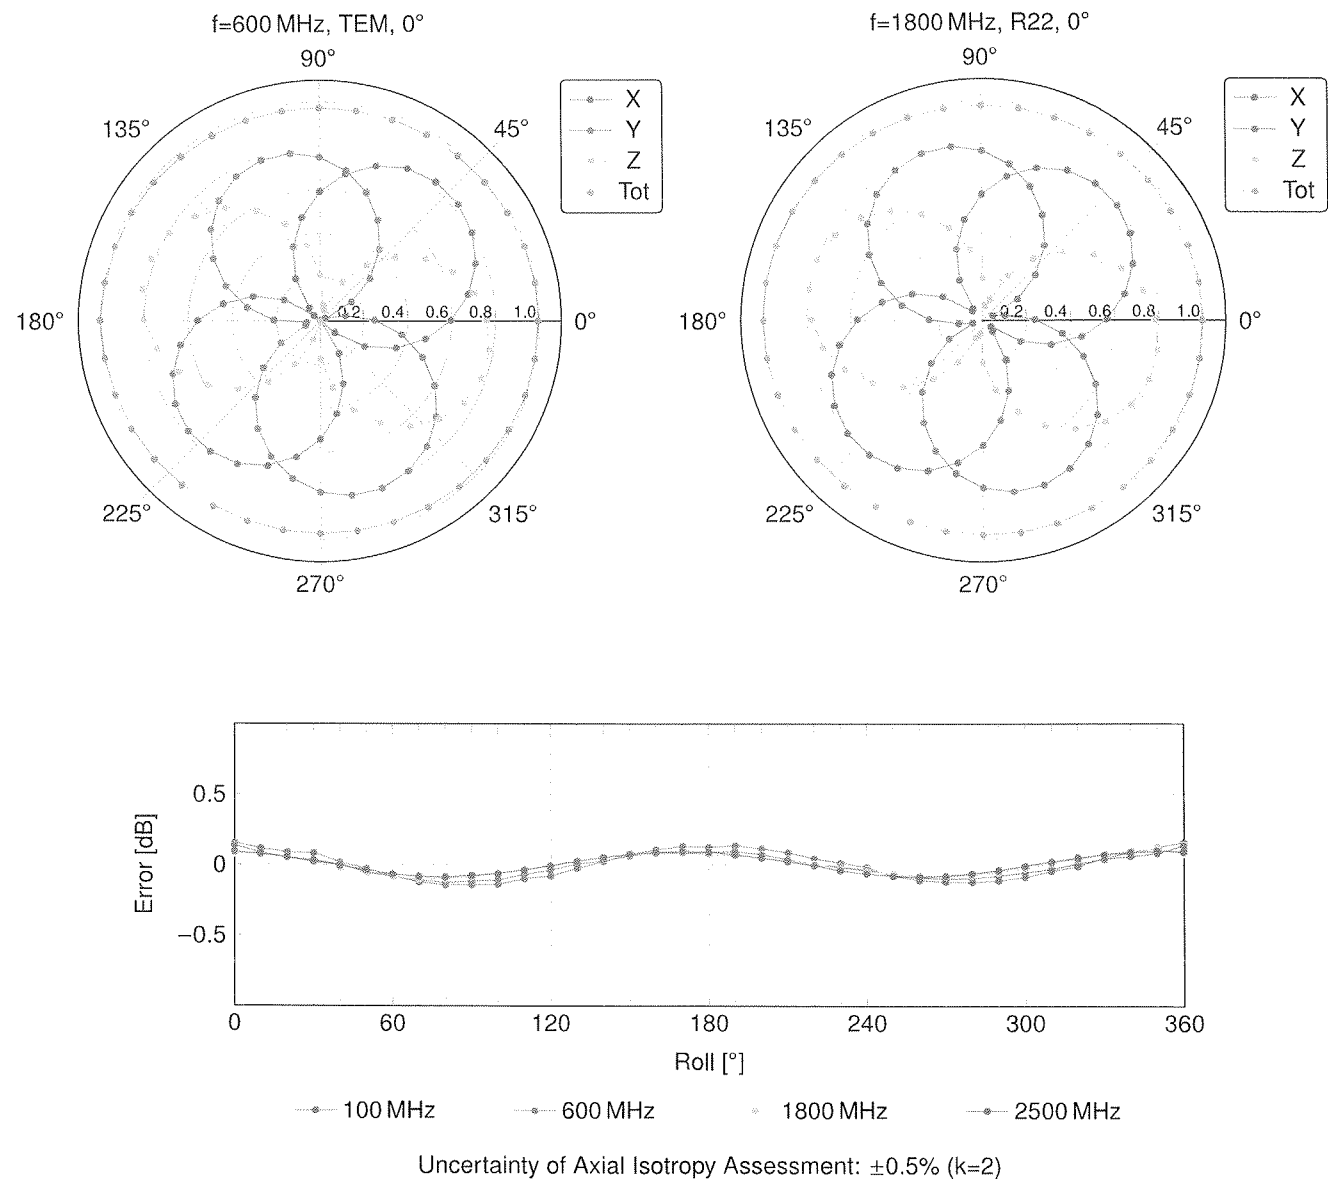 f=600 MHz, TEM, 0°
90°
135°
45°
180°
0°
225°
315°
270°
0.2 0.4 0.6 0.8 1.0
X
Y
Z
Tot
f=1800 MHz, R22, 0°
90°
135°
45°
180°
0°
225°
315°
270°
0.2 0.4 0.6 0.8 1.0
X
Y
Z
Tot
Error [dB]
0.5
0
−0.5
0 60 120 180 240 300 360
Roll [°]
100 MHz 600 MHz 1800 MHz 2500 MHz
Uncertainty of Axial Isotropy Assessment: ±0.5% (k=2)